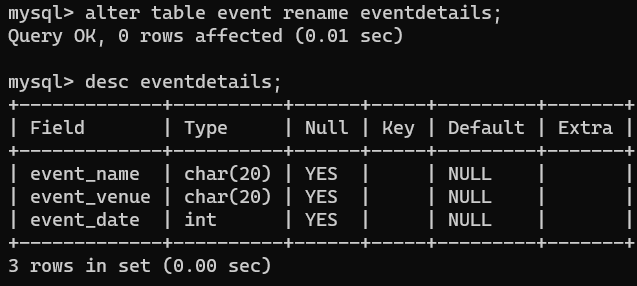 mysql> alter table event rename eventdetails;
Query OK, 0 rows affected (0.01 sec)

mysql> desc eventdetails;
+-------------+----------+------+-----+---------+-------+
| Field       | Type     | Null | Key | Default | Extra |
+-------------+----------+------+-----+---------+-------+
| event_name  | char(20) | YES  |     | NULL    |       |
| event_venue | char(20) | YES  |     | NULL    |       |
| event_date  | int      | YES  |     | NULL    |       |
+-------------+----------+------+-----+---------+-------+
3 rows in set (0.00 sec)